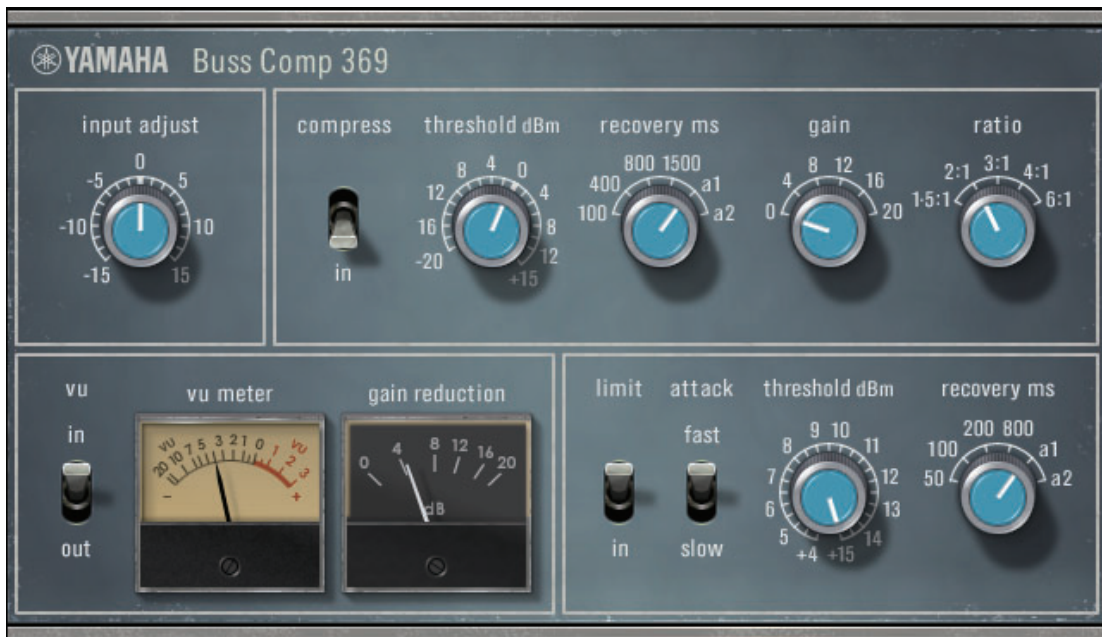 YAMAHA Buss Comp 369
input adjust
0
-5 5
-10 10
-15 15
compress
in
threshold dBm
4 0
8 4
12 8
16 12
-20 +15
recovery ms
800 1500
400 a1
100 a2
gain
8 12
4 16
0 20
ratio
3:1
2:1 4:1
1·5:1 6:1
vu
in
out
vu meter
VU 20 10 7 5 3 2 1 0 1 2 3 VU
- +
gain reduction
0 4 8 12 16 20
dB
limit
in
attack
fast
slow
threshold dBm
9 10
8 11
7 12
6 13
5 14
+4 +15
recovery ms
200 800
100 a1
50 a2